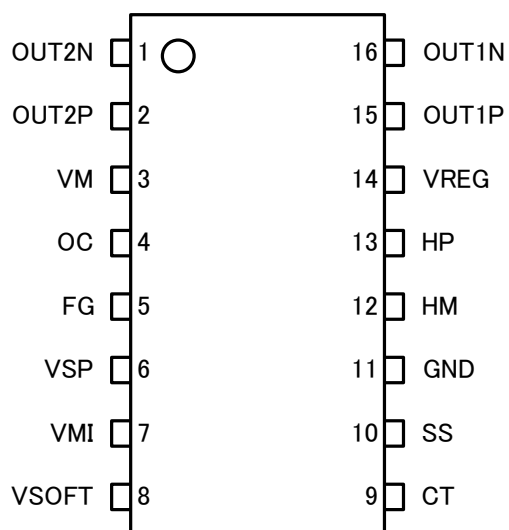 OUT2N 1 16 OUT1N
OUT2P 2 15 OUT1P
VM 3 14 VREG
OC 4 13 HP
FG 5 12 HM
VSP 6 11 GND
VMI 7 10 SS
VSOFT 8 9 CT